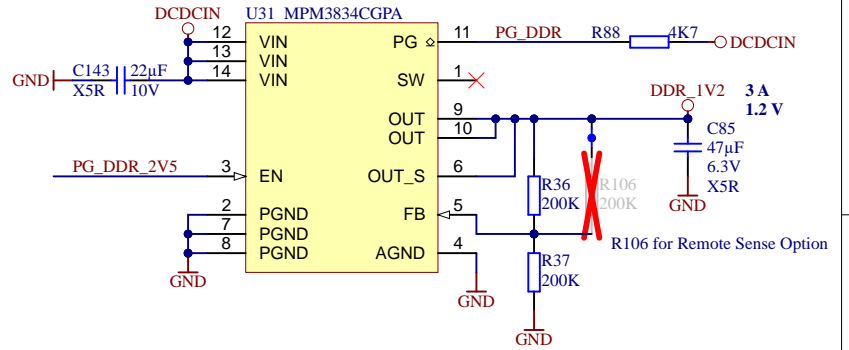 DCDCIN
U31 MPM3834CGPA
12 VIN
13 VIN
14 VIN
PG 11 PG_DDR R88 4K7 DCDCIN
GND C143 22µF
X5R 10V
SW 1
DDR_1V2 3 A
1.2 V
OUT 9
OUT 10
C85
47µF
6.3V
X5R
GND
PG_DDR_2V5 3 EN
OUT_S 6
R36
200K
R106
200K
2 PGND
7 PGND
8 PGND
FB 5
R106 for Remote Sense Option
AGND 4
R37
200K
GND
GND
GND